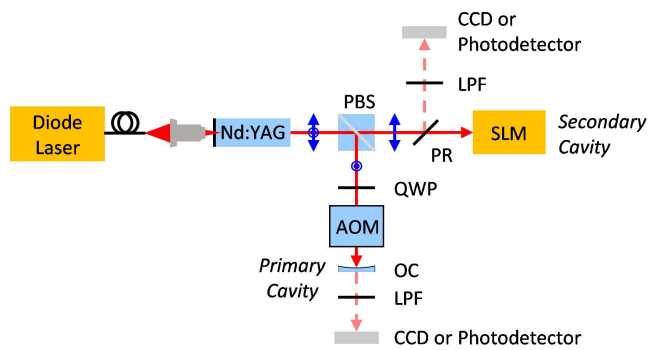 CCD or
Photodetector
LPF
PBS
Diode
Laser
Nd:YAG
SLM
Secondary
Cavity
PR
QWP
AOM
Primary
Cavity
OC
LPF
CCD or Photodetector